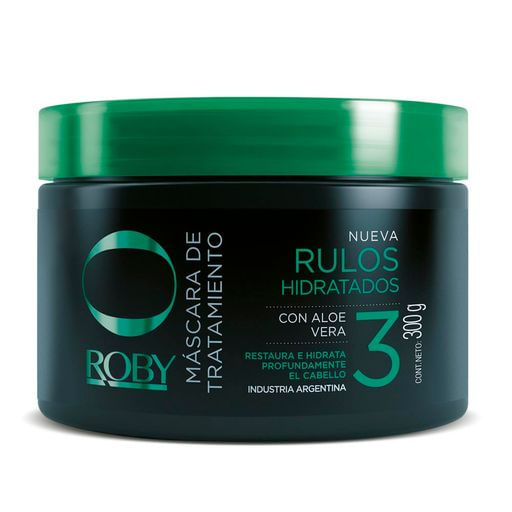 ROBY
MÁSCARA DE
TRATAMIENTO
NUEVA
RULOS
HIDRATADOS
CON ALOE
VERA
3
RESTAURA E HIDRATA
PROFUNDAMENTE
EL CABELLO
INDUSTRIA ARGENTINA
CONT. NETO: 300 g